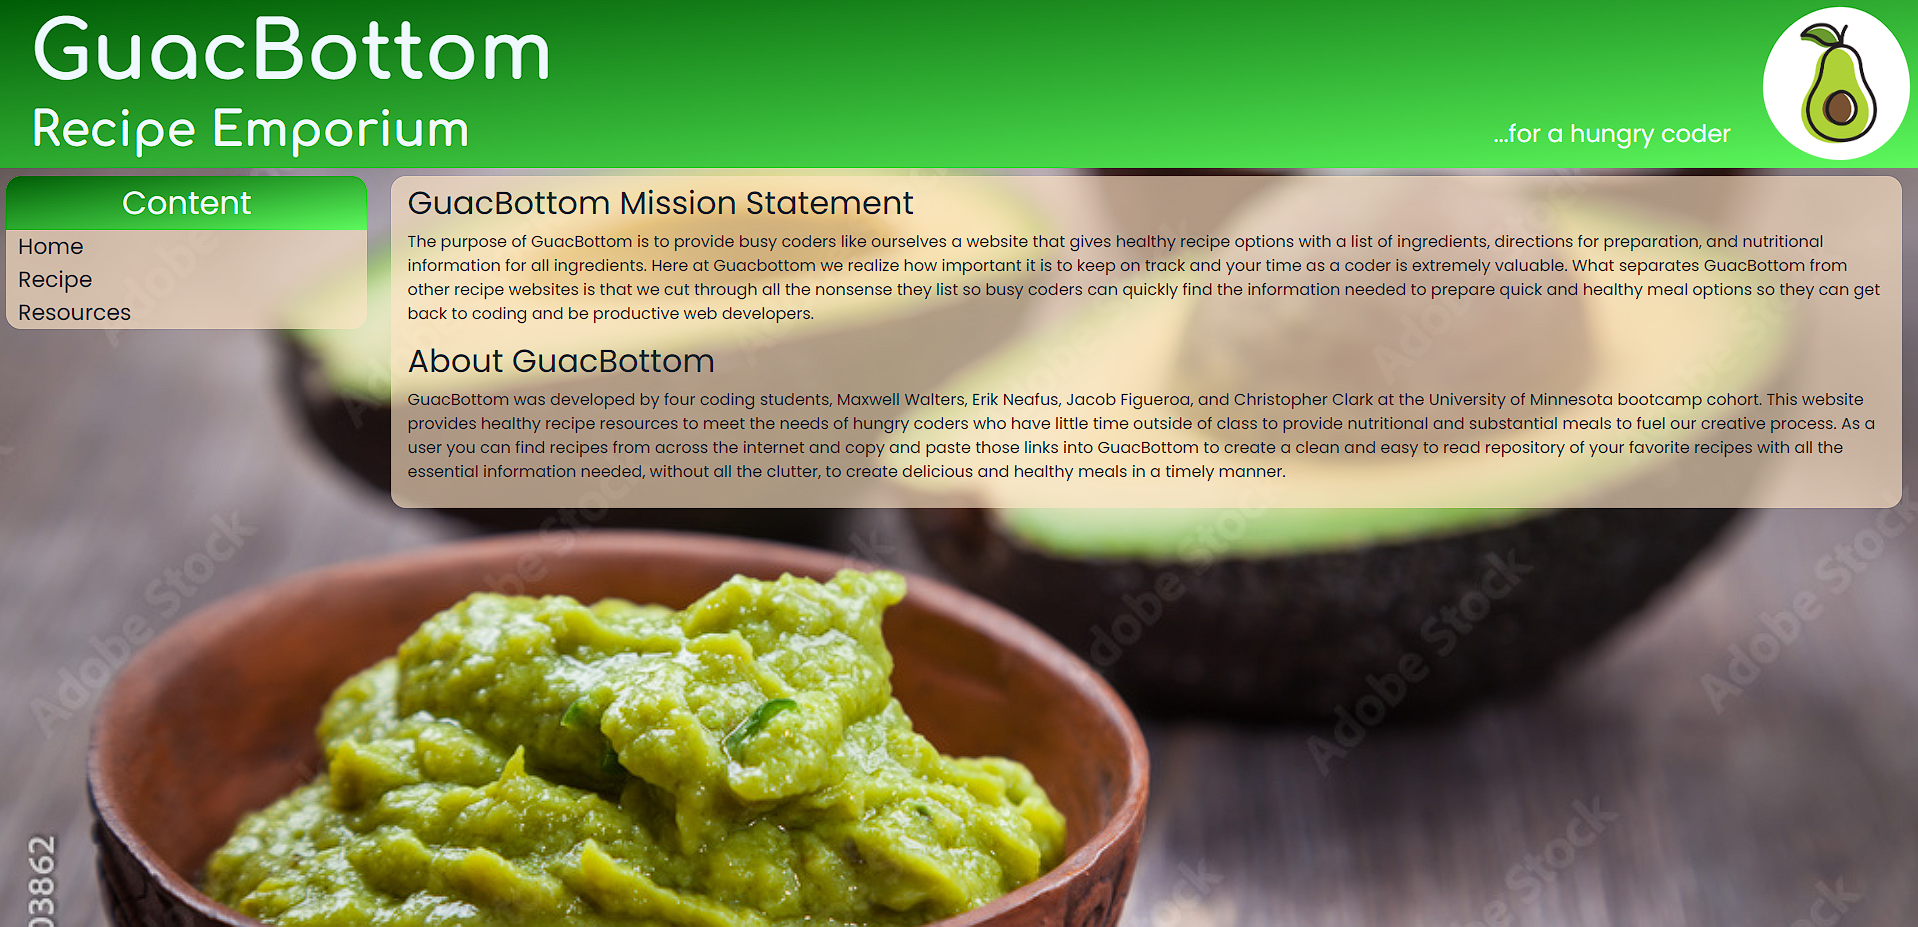 GuacBottom
Recipe Emporium
...for a hungry coder
Content
Home
Recipe
Resources
GuacBottom Mission Statement
The purpose of GuacBottom is to provide busy coders like ourselves a website that gives healthy recipe options with a list of ingredients, directions for preparation, and nutritional
information for all ingredients. Here at Guacbottom we realize how important it is to keep on track and your time as a coder is extremely valuable. What separates GuacBottom from
other recipe websites is that we cut through all the nonsense they list so busy coders can quickly find the information needed to prepare quick and healthy meal options so they can get
back to coding and be productive web developers.
About GuacBottom
GuacBottom was developed by four coding students, Maxwell Walters, Erik Neafus, Jacob Figueroa, and Christopher Clark at the University of Minnesota bootcamp cohort. This website
provides healthy recipe resources to meet the needs of hungry coders who have little time outside of class to provide nutritional and substantial meals to fuel our creative process. As a
user you can find recipes from across the internet and copy and paste those links into GuacBottom to create a clean and easy to read repository of your favorite recipes with all the
essential information needed, without all the clutter, to create delicious and healthy meals in a timely manner.
Adobe Stock
Adobe Stock
Adobe Stock
Adobe Stock
Adobe Stock
03862